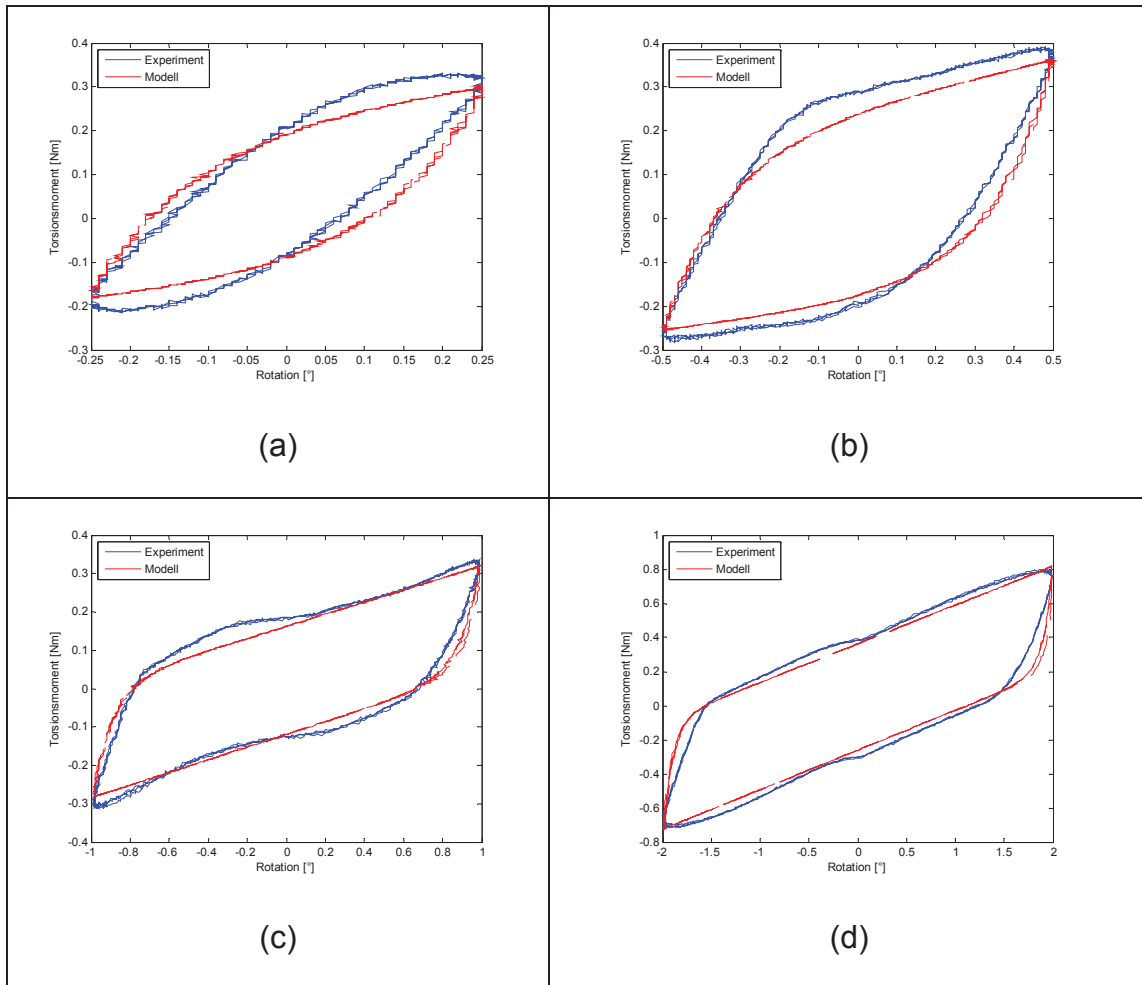 0.4
Experiment
Modell
0.3
0.2
0.1
0
-0.1
-0.2
-0.3
Torsionsmoment [Nm]
-0.25 -0.2 -0.15 -0.1 -0.05 0 0.05 0.1 0.15 0.2 0.25
Rotation [°]
(a)
0.4
Experiment
Modell
0.3
0.2
0.1
0
-0.1
-0.2
-0.3
Torsionsmoment [Nm]
-0.5 -0.4 -0.3 -0.2 -0.1 0 0.1 0.2 0.3 0.4 0.5
Rotation [°]
(b)
0.4
Experiment
Modell
0.3
0.2
0.1
0
-0.1
-0.2
-0.3
-0.4
Torsionsmoment [Nm]
-1 -0.8 -0.6 -0.4 -0.2 0 0.2 0.4 0.6 0.8 1
Rotation [°]
(c)
1
Experiment
Modell
0.8
0.6
0.4
0.2
0
-0.2
-0.4
-0.6
-0.8
Torsionsmoment [Nm]
-2 -1.5 -1 -0.5 0 0.5 1 1.5 2
Rotation [°]
(d)